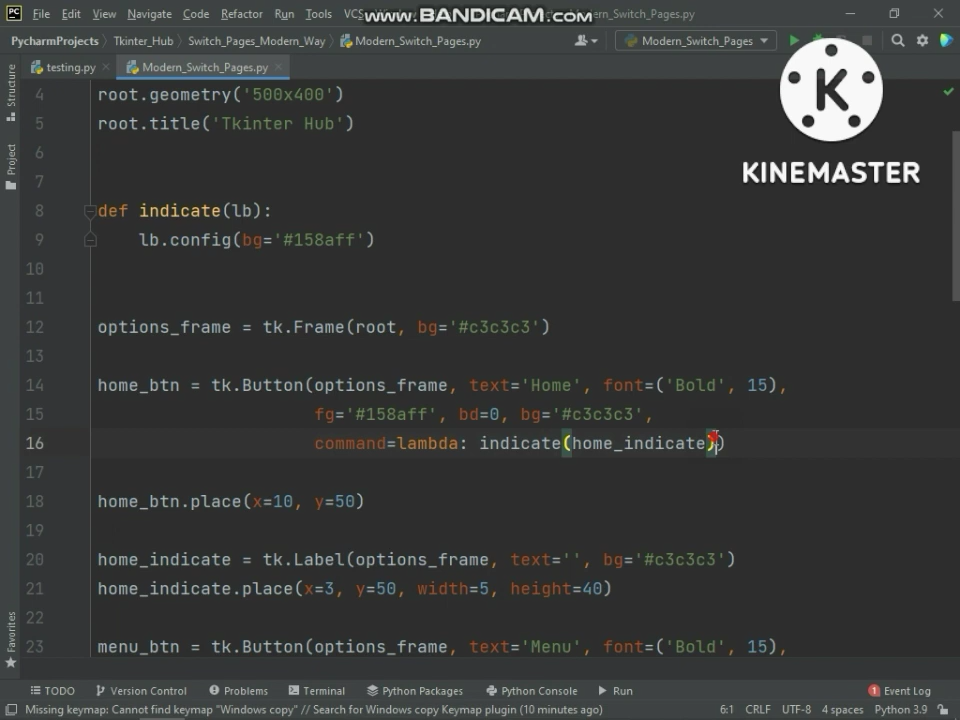 File Edit View Navigate Code Refactor Run Tools VCS www.BANDICAM.com Modern_Switch_Pages.py
PycharmProjects Tkinter_Hub Switch_Pages_Modern_Way Modern_Switch_Pages.py Modern_Switch_Pages
testing.py Modern_Switch_Pages.py
Structure
Project
Favorites
K
KINEMASTER
4 root.geometry('500x400')
5 root.title('Tkinter Hub')
6
7
8 def indicate(lb):
9 lb.config(bg='#158aff')
10
11
12 options_frame = tk.Frame(root, bg='#c3c3c3')
13
14 home_btn = tk.Button(options_frame, text='Home', font=('Bold', 15),
15 fg='#158aff', bd=0, bg='#c3c3c3',
16 command=lambda: indicate(home_indicate))
17
18 home_btn.place(x=10, y=50)
19
20 home_indicate = tk.Label(options_frame, text='', bg='#c3c3c3')
21 home_indicate.place(x=3, y=50, width=5, height=40)
22
23 menu_btn = tk.Button(options_frame, text='Menu', font=('Bold', 15),
TODO Version Control Problems Terminal Python Packages Python Console Run 1 Event Log
Missing keymap: Cannot find keymap "Windows copy" // Search for Windows copy Keymap plugin (10 minutes ago) 6:1 CRLF UTF-8 4 spaces Python 3.9